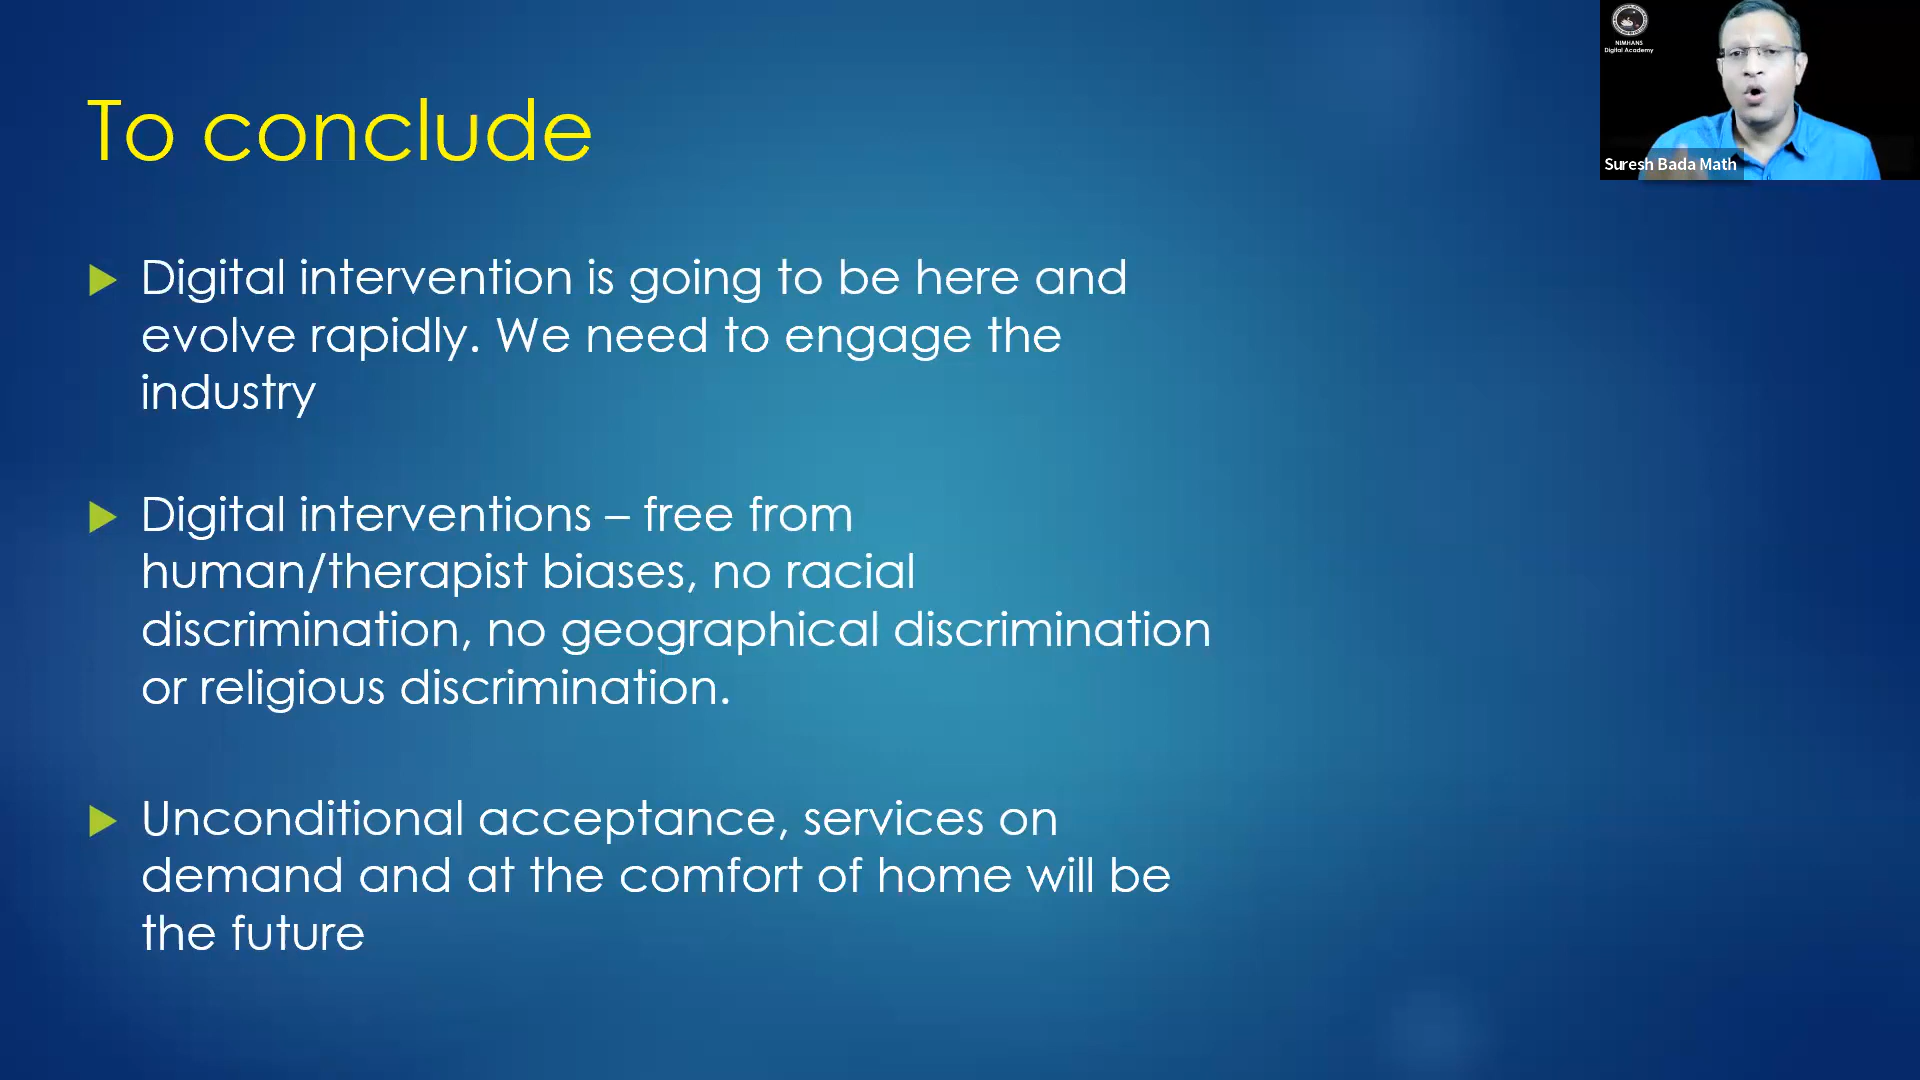 To conclude
Digital intervention is going to be here and
evolve rapidly. We need to engage the
industry
Digital interventions – free from
human/therapist biases, no racial
discrimination, no geographical discrimination
or religious discrimination.
Unconditional acceptance, services on
demand and at the comfort of home will be
the future
NIMHANS
Digital Academy
Suresh Bada Math